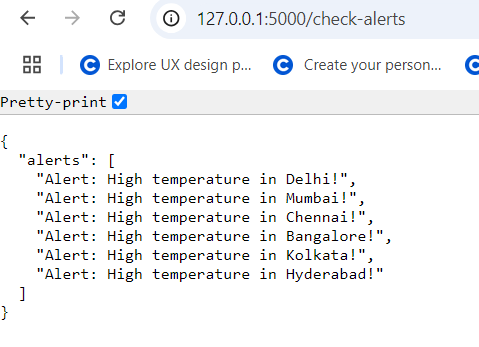 127.0.0.1:5000/check-alerts
Explore UX design p... Create your person...
Pretty-print
{
"alerts": [
"Alert: High temperature in Delhi!",
"Alert: High temperature in Mumbai!",
"Alert: High temperature in Chennai!",
"Alert: High temperature in Bangalore!",
"Alert: High temperature in Kolkata!",
"Alert: High temperature in Hyderabad!"
]
}